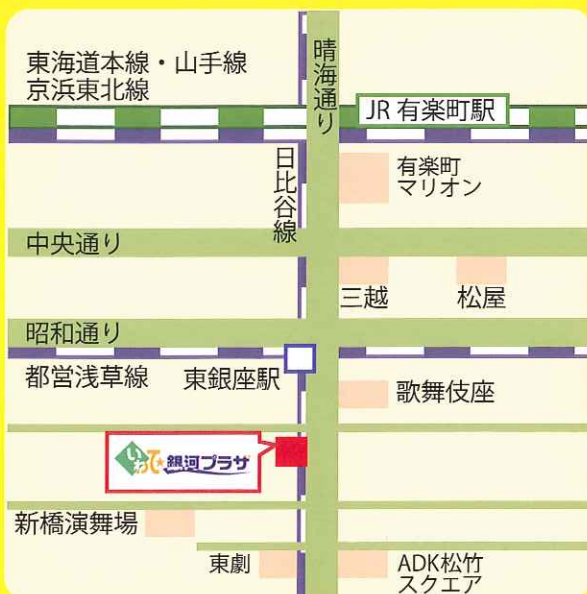 東海道本線・山手線
京浜東北線
晴海通り
JR 有楽町駅
日比谷線
有楽町
マリオン
中央通り
三越
松屋
昭和通り
都営浅草線
東銀座駅
歌舞伎座
いわて★銀河プラザ
新橋演舞場
東劇
ADK松竹
スクエア